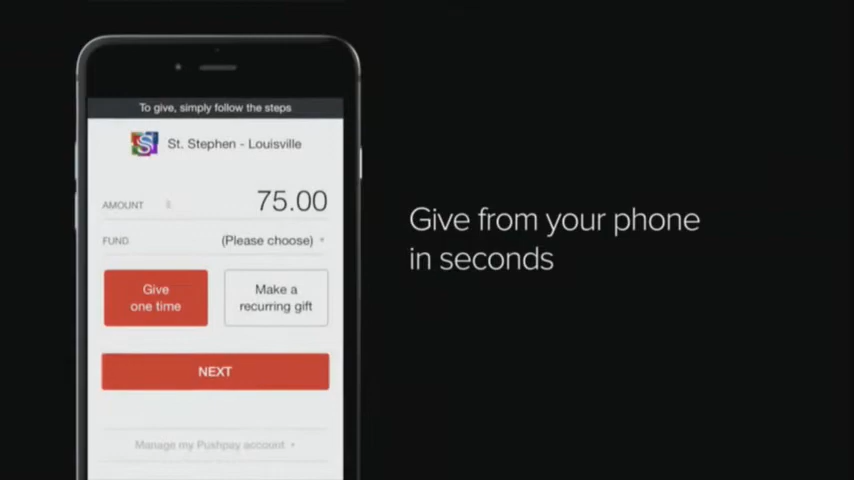 To give, simply follow the steps
St. Stephen - Louisville
AMOUNT $ 75.00
FUND (Please choose)
Give
one time
Make a
recurring gift
NEXT
Manage my Pushpay account
Give from your phone
in seconds